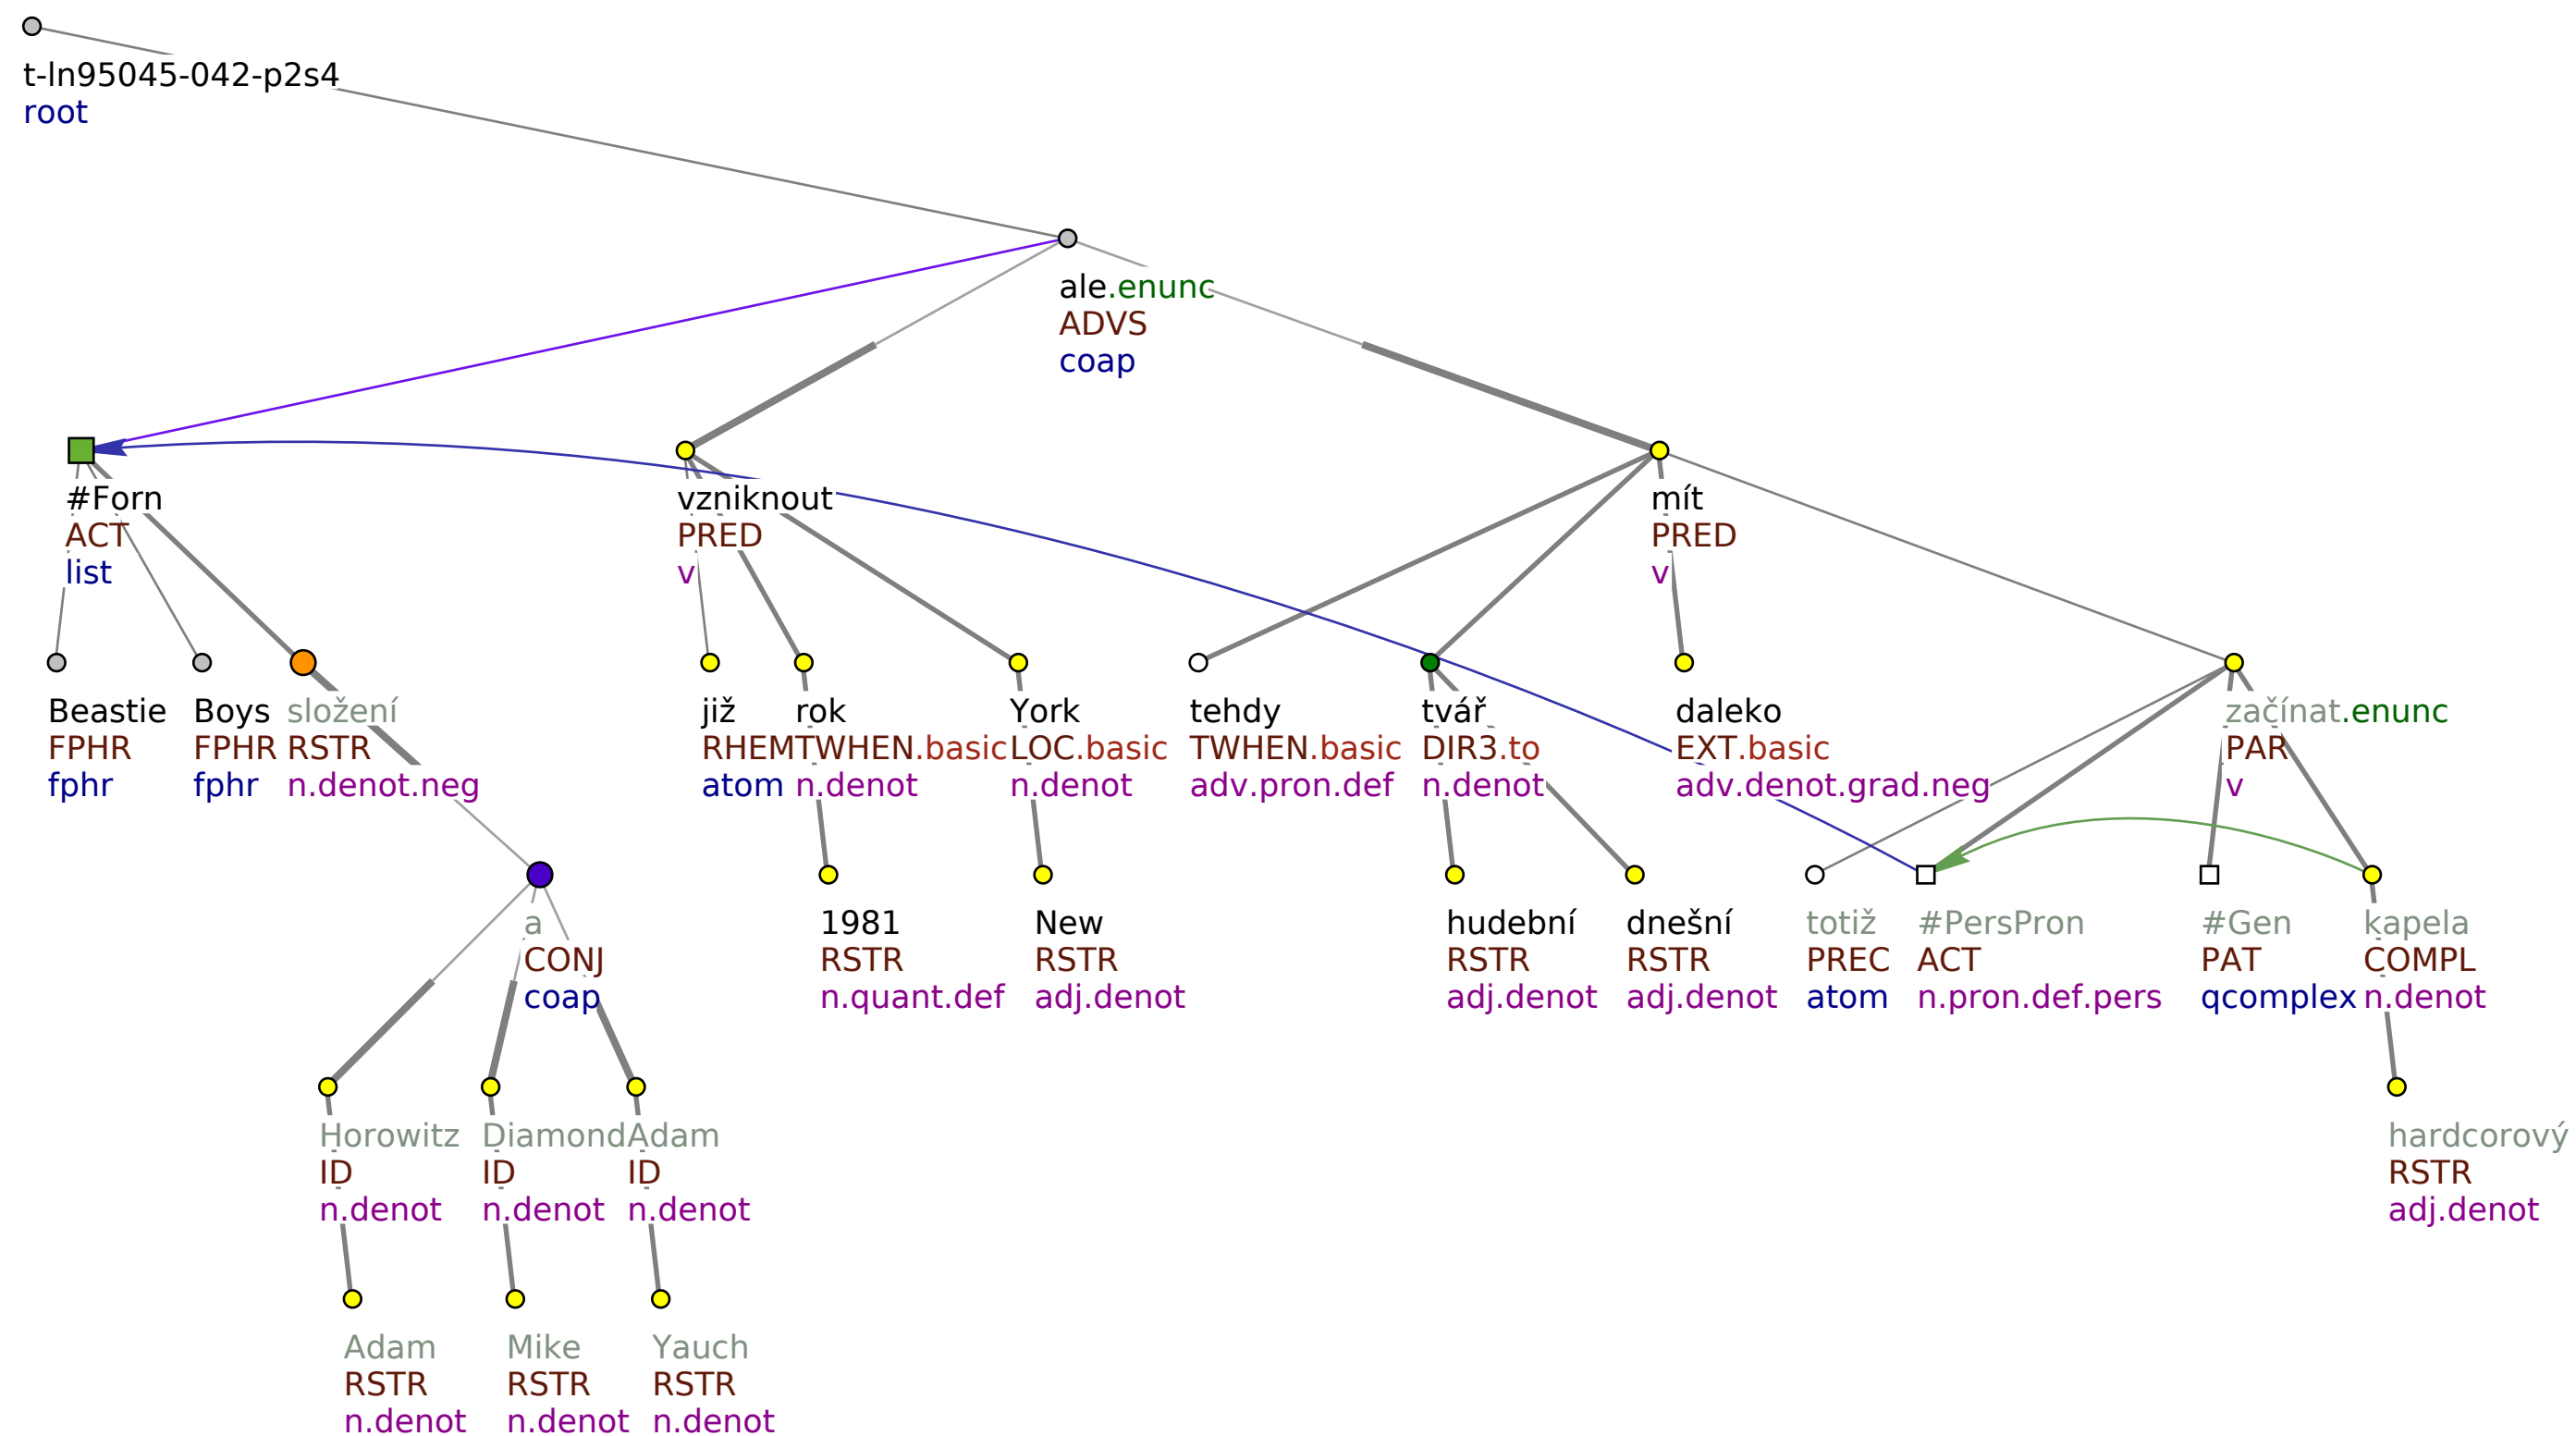 t-ln95045-042-p2s4
root
ale.enunc
ADVS
coap
#Forn
ACT
list
vzniknout
PRED
v
mít
PRED
v
Beastie
FPHR
fphr
Boys
FPHR
fphr
složení
RSTR
n.denot.neg
již
RHEM
atom
rok
TWHEN.basic
n.denot
York
LOC.basic
n.denot
tehdy
TWHEN.basic
adv.pron.def
tvář
DIR3.to
n.denot
daleko
EXT.basic
adv.denot.grad.neg
začínat.enunc
PAR
v
a
CONJ
coap
1981
RSTR
n.quant.def
New
RSTR
adj.denot
hudební
RSTR
adj.denot
dnešní
RSTR
adj.denot
totiž
PREC
atom
#PersPron
ACT
n.pron.def.pers
#Gen
PAT
qcomplex
kapela
COMPL
n.denot
Horowitz
ID
n.denot
Diamond
ID
n.denot
Adam
ID
n.denot
hardcorový
RSTR
adj.denot
Adam
RSTR
n.denot
Mike
RSTR
n.denot
Yauch
RSTR
n.denot